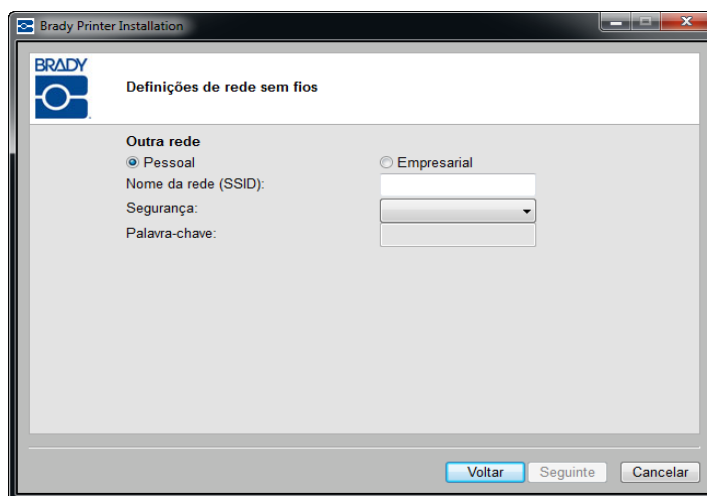 Brady Printer Installation
BRADY
Definições de rede sem fios
Outra rede
Pessoal Empresarial
Nome da rede (SSID):
Segurança:
Palavra-chave:
Voltar Seguinte Cancelar